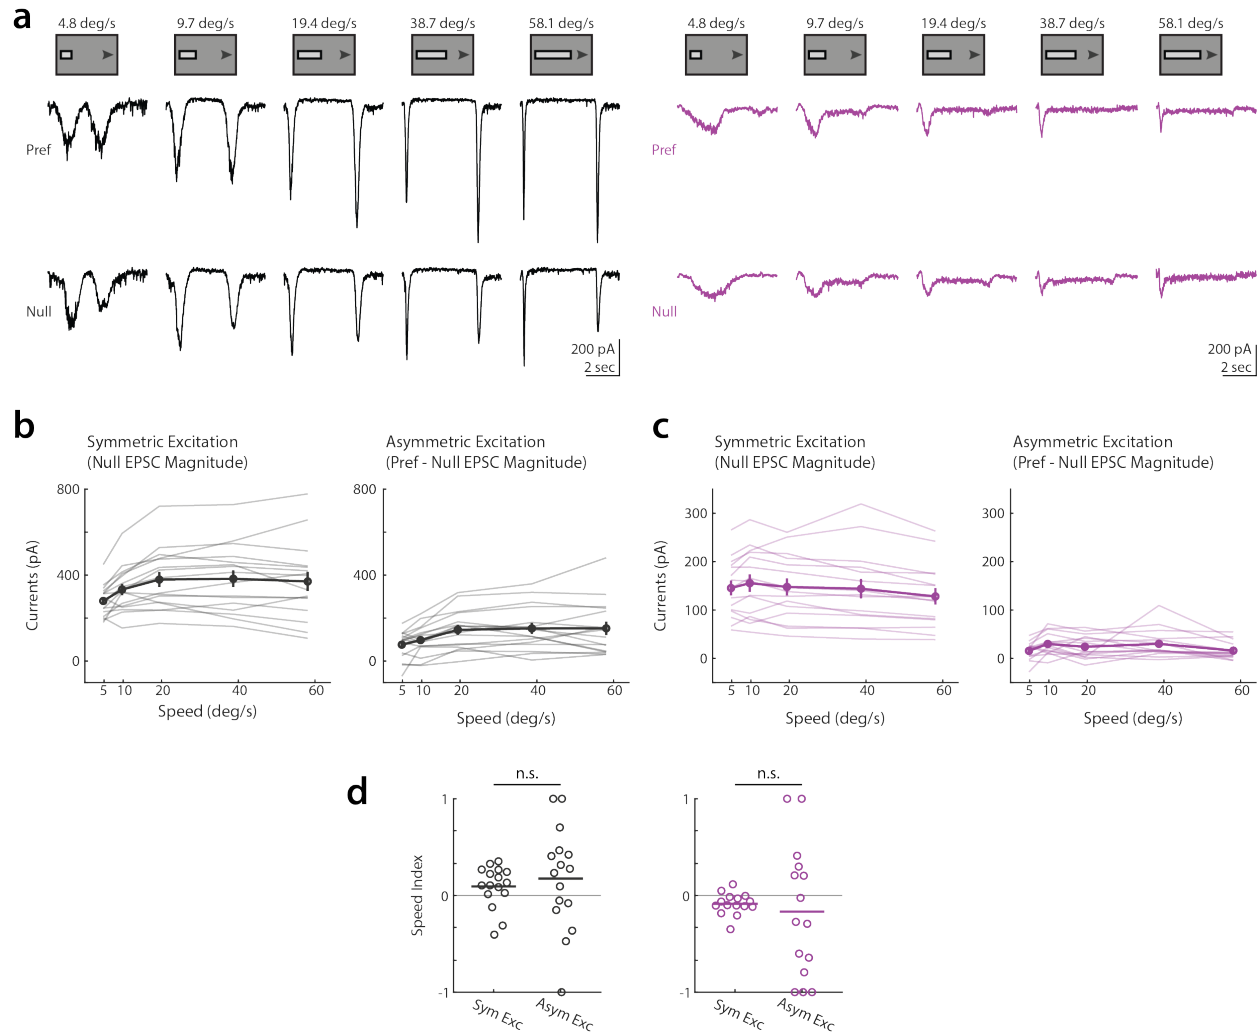 a
4.8 deg/s 9.7 deg/s 19.4 deg/s 38.7 deg/s 58.1 deg/s
4.8 deg/s 9.7 deg/s 19.4 deg/s 38.7 deg/s 58.1 deg/s
Pref
Pref
Null
Null
200 pA
2 sec
200 pA
2 sec
b
Symmetric Excitation
(Null EPSC Magnitude)
Currents (pA)
800
400
0
5 10 20 40 60
Speed (deg/s)
Asymmetric Excitation
(Pref - Null EPSC Magnitude)
800
400
0
5 10 20 40 60
Speed (deg/s)
c
Symmetric Excitation
(Null EPSC Magnitude)
Currents (pA)
300
200
100
0
5 10 20 40 60
Speed (deg/s)
Asymmetric Excitation
(Pref - Null EPSC Magnitude)
300
200
100
0
5 10 20 40 60
Speed (deg/s)
d
n.s.
Speed Index
1
0
-1
Sym Exc Asym Exc
n.s.
1
0
-1
Sym Exc Asym Exc